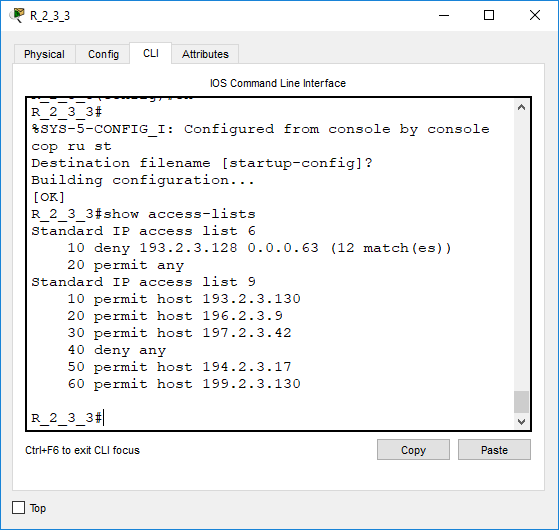 R_2_3_3
Physical Config CLI Attributes
IOS Command Line Interface
R_2_3_3#
%SYS-5-CONFIG_I: Configured from console by console
cop ru st
Destination filename [startup-config]?
Building configuration...
[OK]
R_2_3_3#show access-lists
Standard IP access list 6
    10 deny 193.2.3.128 0.0.0.63 (12 match(es))
    20 permit any
Standard IP access list 9
    10 permit host 193.2.3.130
    20 permit host 196.2.3.9
    30 permit host 197.2.3.42
    40 deny any
    50 permit host 194.2.3.17
    60 permit host 199.2.3.130
R_2_3_3#
Ctrl+F6 to exit CLI focus Copy Paste
Top